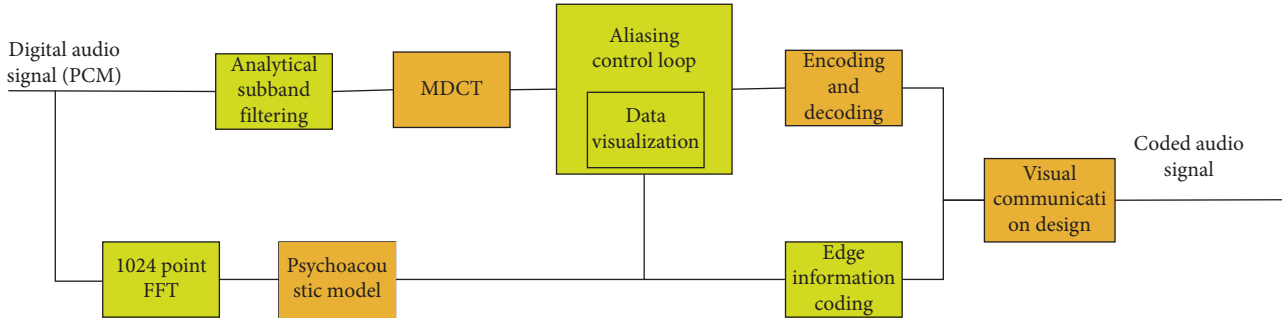 Digital audio
signal (PCM)
Analytical
subband
filtering
MDCT
Aliasing
control loop
Data
visualization
Encoding
and
decoding
1024 point
FFT
Psychoacou
stic model
Edge
information
coding
Visual
communicati
on design
Coded audio
signal